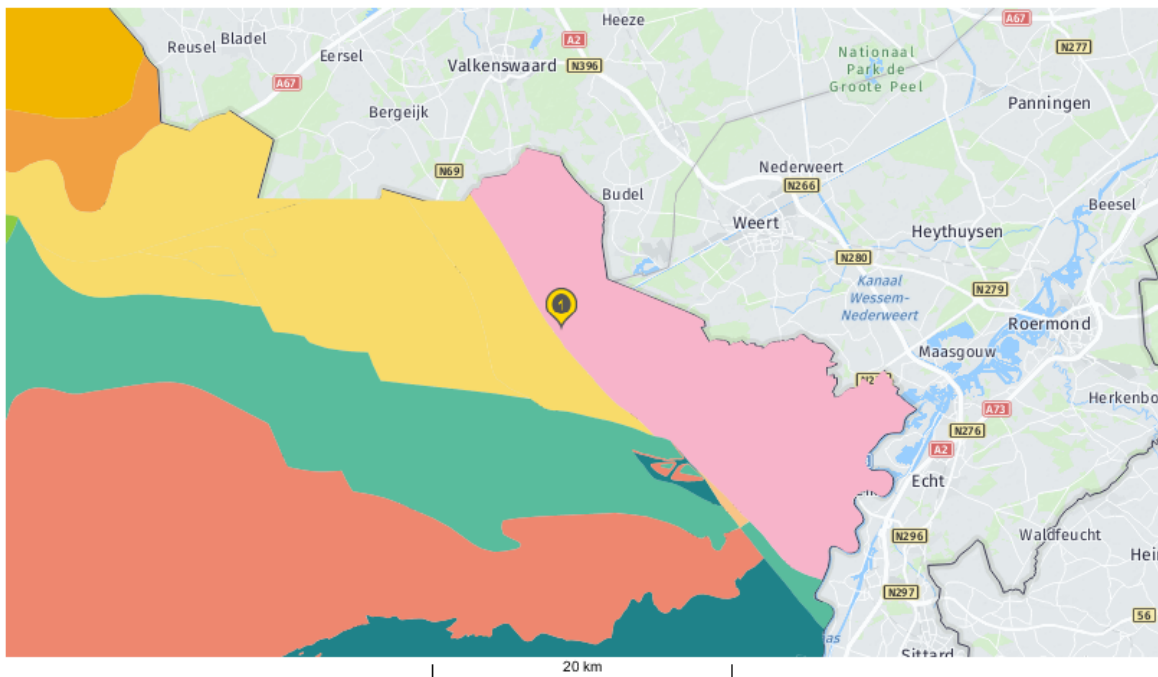 Heeze
A67
Reusel
Bladel
A2
N277
Eersel
Valkenswaard
N396
Nationaal
Park de
Groote Peel
A67
Panningen
Bergeijk
N69
Nederweert
N266
Budel
Beesel
Weert
Heythuysen
N280
Kanaal
Wessem-
Nederweert
N279
1
Roermond
Maasgouw
Herkenbo
A73
N276
A2
Echt
N296
Waldfeucht
Hei
N297
56
as
Sittard
20 km